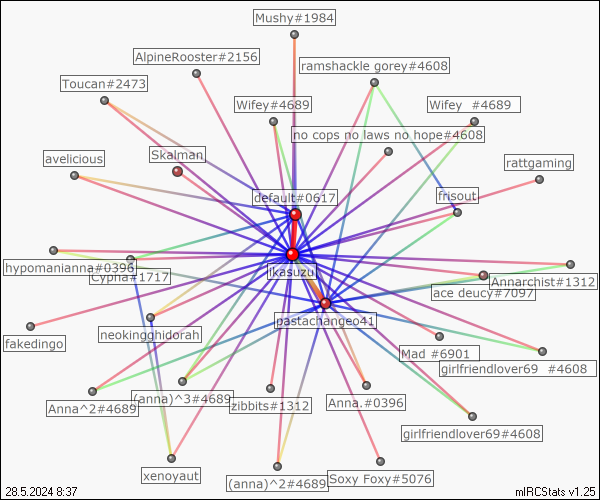 Mushy#1984
AlpineRooster#2156
ramshackle gorey#4608
Toucan#2473
Wifey#4689
Wifey #4689
no cops no laws no hope#4608
avelicious
Skalman
rattgaming
default#0617
frisout
hypomanianna#0396
Cypha#1717
ikasuzu
Annarchist#1312
ace deucy#7097
pastachangeo41
neokingghidorah
fakedingo
Mad #6901
girlfriendlover69 #4608
Anna^2#4689
(anna)^3#4689
zibbits#1312
Anna.#0396
girlfriendlover69#4608
xenoyaut
(anna)^2#4689
Soxy Foxy#5076
28.5.2024 8:37
mIRCStats v1.25